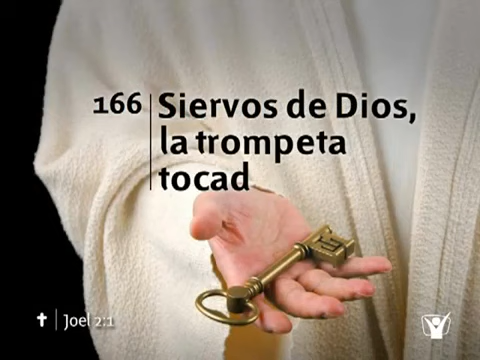 166 Siervos de Dios,
la trompeta
tocad
Joel 2:1